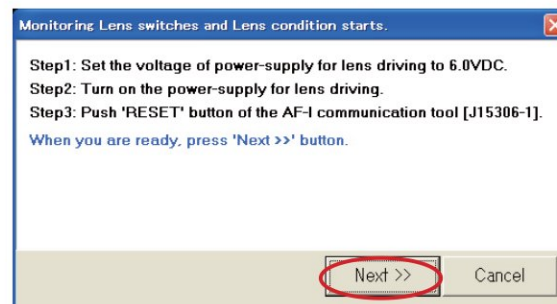 Monitoring Lens switches and Lens condition starts.
Step1: Set the voltage of power-supply for lens driving to 6.0VDC.
Step2: Turn on the power-supply for lens driving.
Step3: Push 'RESET' button of the AF-I communication tool [J15306-1].
When you are ready, press 'Next >>' button.
Next >>
Cancel